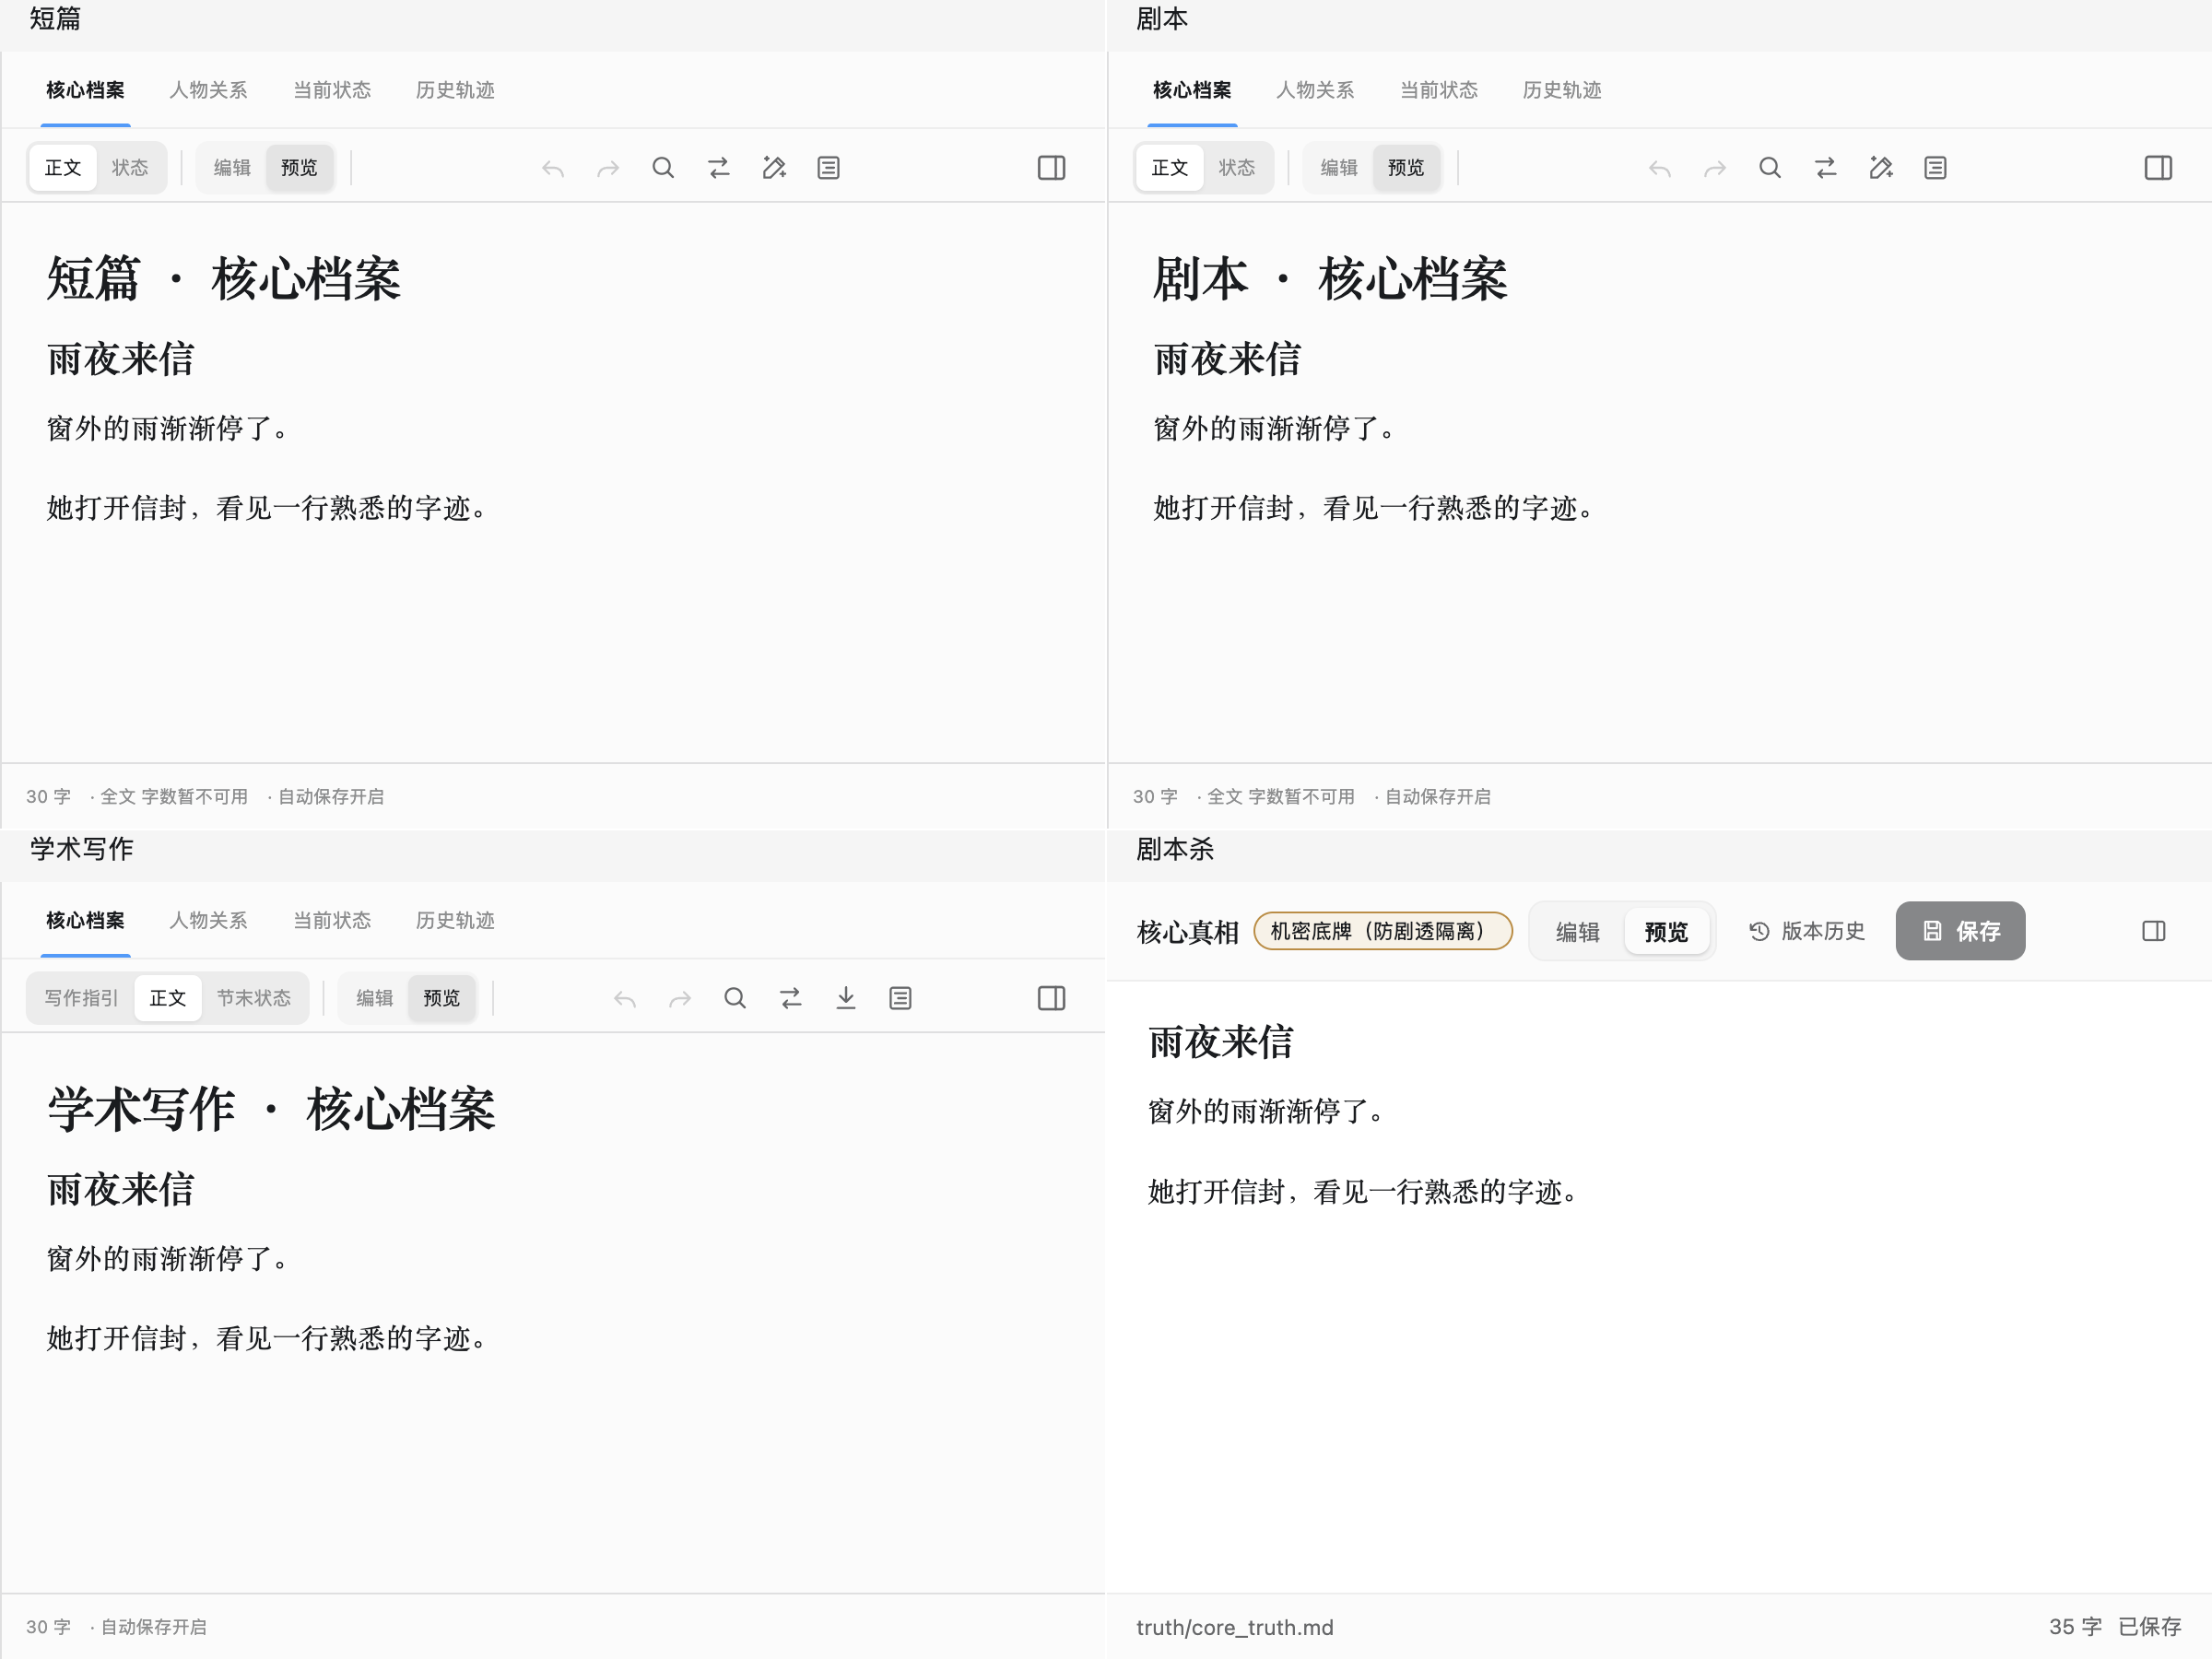 短篇
核心档案 人物关系 当前状态 历史轨迹
正文 状态 编辑 预览
短篇 · 核心档案
雨夜来信
窗外的雨渐渐停了。
她打开信封，看见一行熟悉的字迹。
30 字 · 全文 字数暂不可用 · 自动保存开启
剧本
核心档案 人物关系 当前状态 历史轨迹
正文 状态 编辑 预览
剧本 · 核心档案
雨夜来信
窗外的雨渐渐停了。
她打开信封，看见一行熟悉的字迹。
30 字 · 全文 字数暂不可用 · 自动保存开启
学术写作
核心档案 人物关系 当前状态 历史轨迹
写作指引 正文 节末状态 编辑 预览
学术写作 · 核心档案
雨夜来信
窗外的雨渐渐停了。
她打开信封，看见一行熟悉的字迹。
30 字 · 自动保存开启
剧本杀
核心真相 机密底牌（防剧透隔离） 编辑 预览 版本历史 保存
雨夜来信
窗外的雨渐渐停了。
她打开信封，看见一行熟悉的字迹。
truth/core_truth.md 35 字 已保存